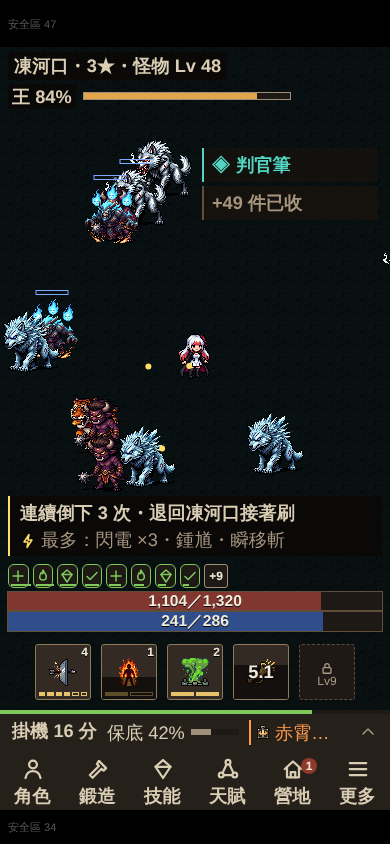 安全區 47
凍河口・3★・怪物 Lv 48
王 84%
◈ 判官筆
+49 件已收
連續倒下 3 次・退回凍河口接著刷
最多：閃電 ×3・鍾馗・瞬移斬
+9
1,104／1,320
241／286
4
1
2
5.1
Lv9
掛機 16 分
保底 42%
赤霄…
1
角色
鍛造
技能
天賦
營地
更多
安全區 34